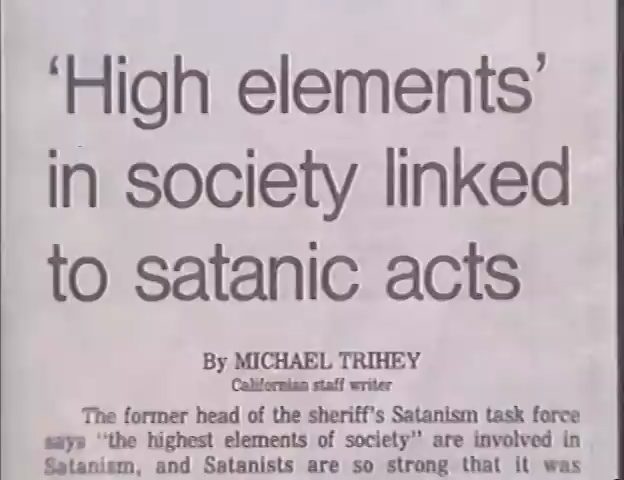 ‘High elements’
in society linked
to satanic acts
By MICHAEL TRIHEY
Californian staff writer
The former head of the sheriff's Satanism task force
says "the highest elements of society" are involved in
Satanism, and Satanists are so strong that it was